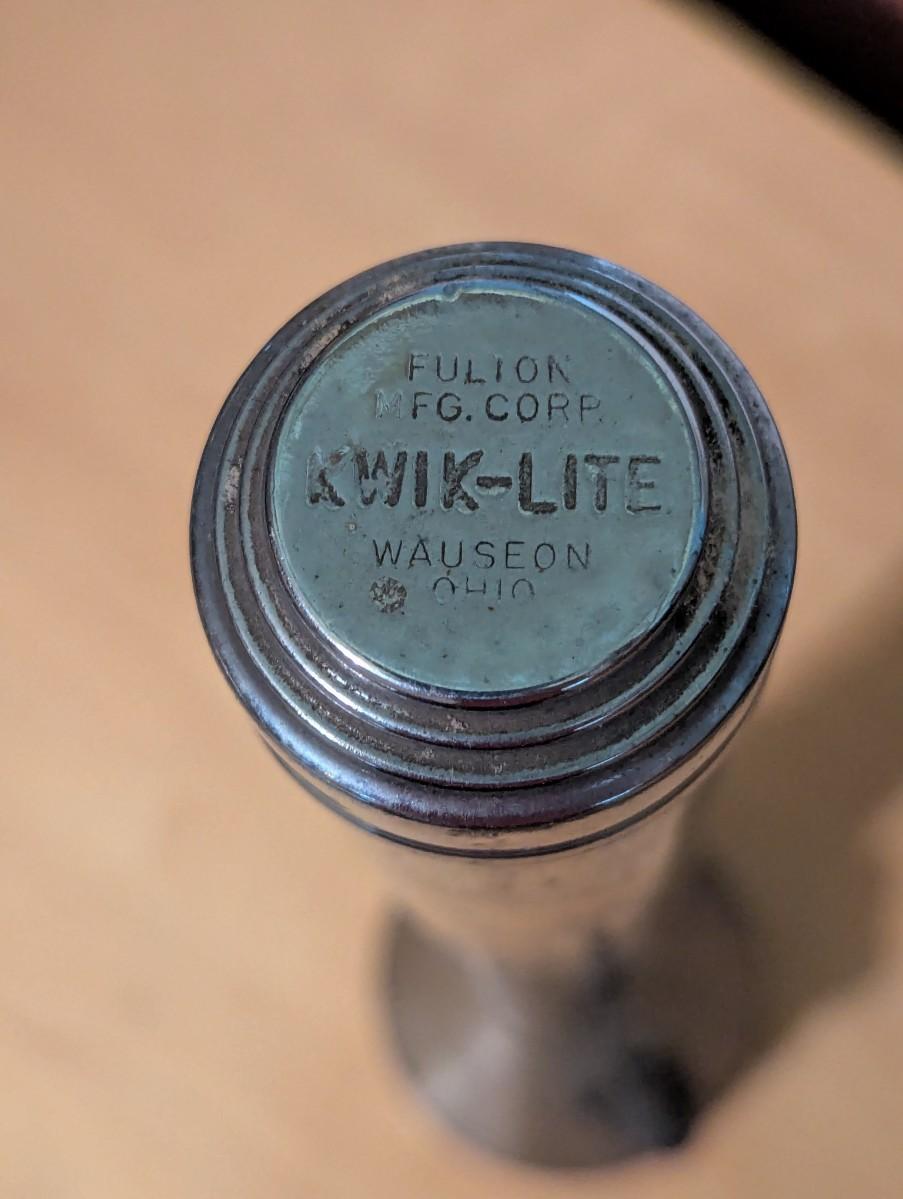 FULTON
MFG. CORP.
KWIK-LITE
WAUSEON
OHIO